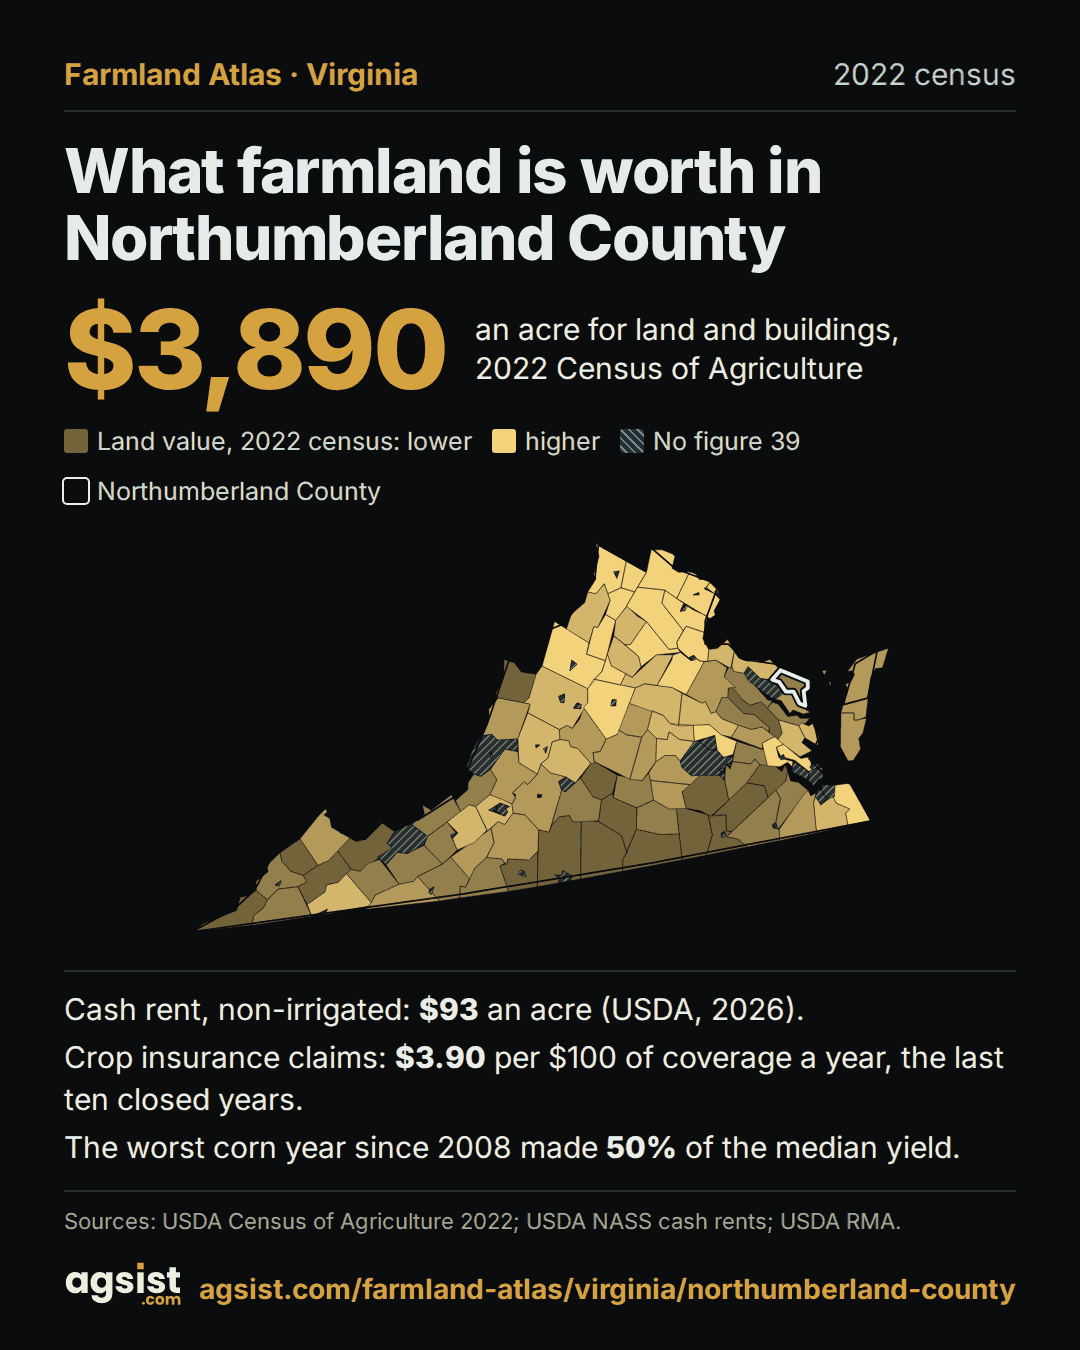 Farmland Atlas · Virginia
2022 census
What farmland is worth in
Northumberland County
$3,890
an acre for land and buildings,
2022 Census of Agriculture
Land value, 2022 census: lower
higher
No figure 39
Northumberland County
Cash rent, non-irrigated: $93 an acre (USDA, 2026).
Crop insurance claims: $3.90 per $100 of coverage a year, the last
ten closed years.
The worst corn year since 2008 made 50% of the median yield.
Sources: USDA Census of Agriculture 2022; USDA NASS cash rents; USDA RMA.
agsist
.com
agsist.com/farmland-atlas/virginia/northumberland-county